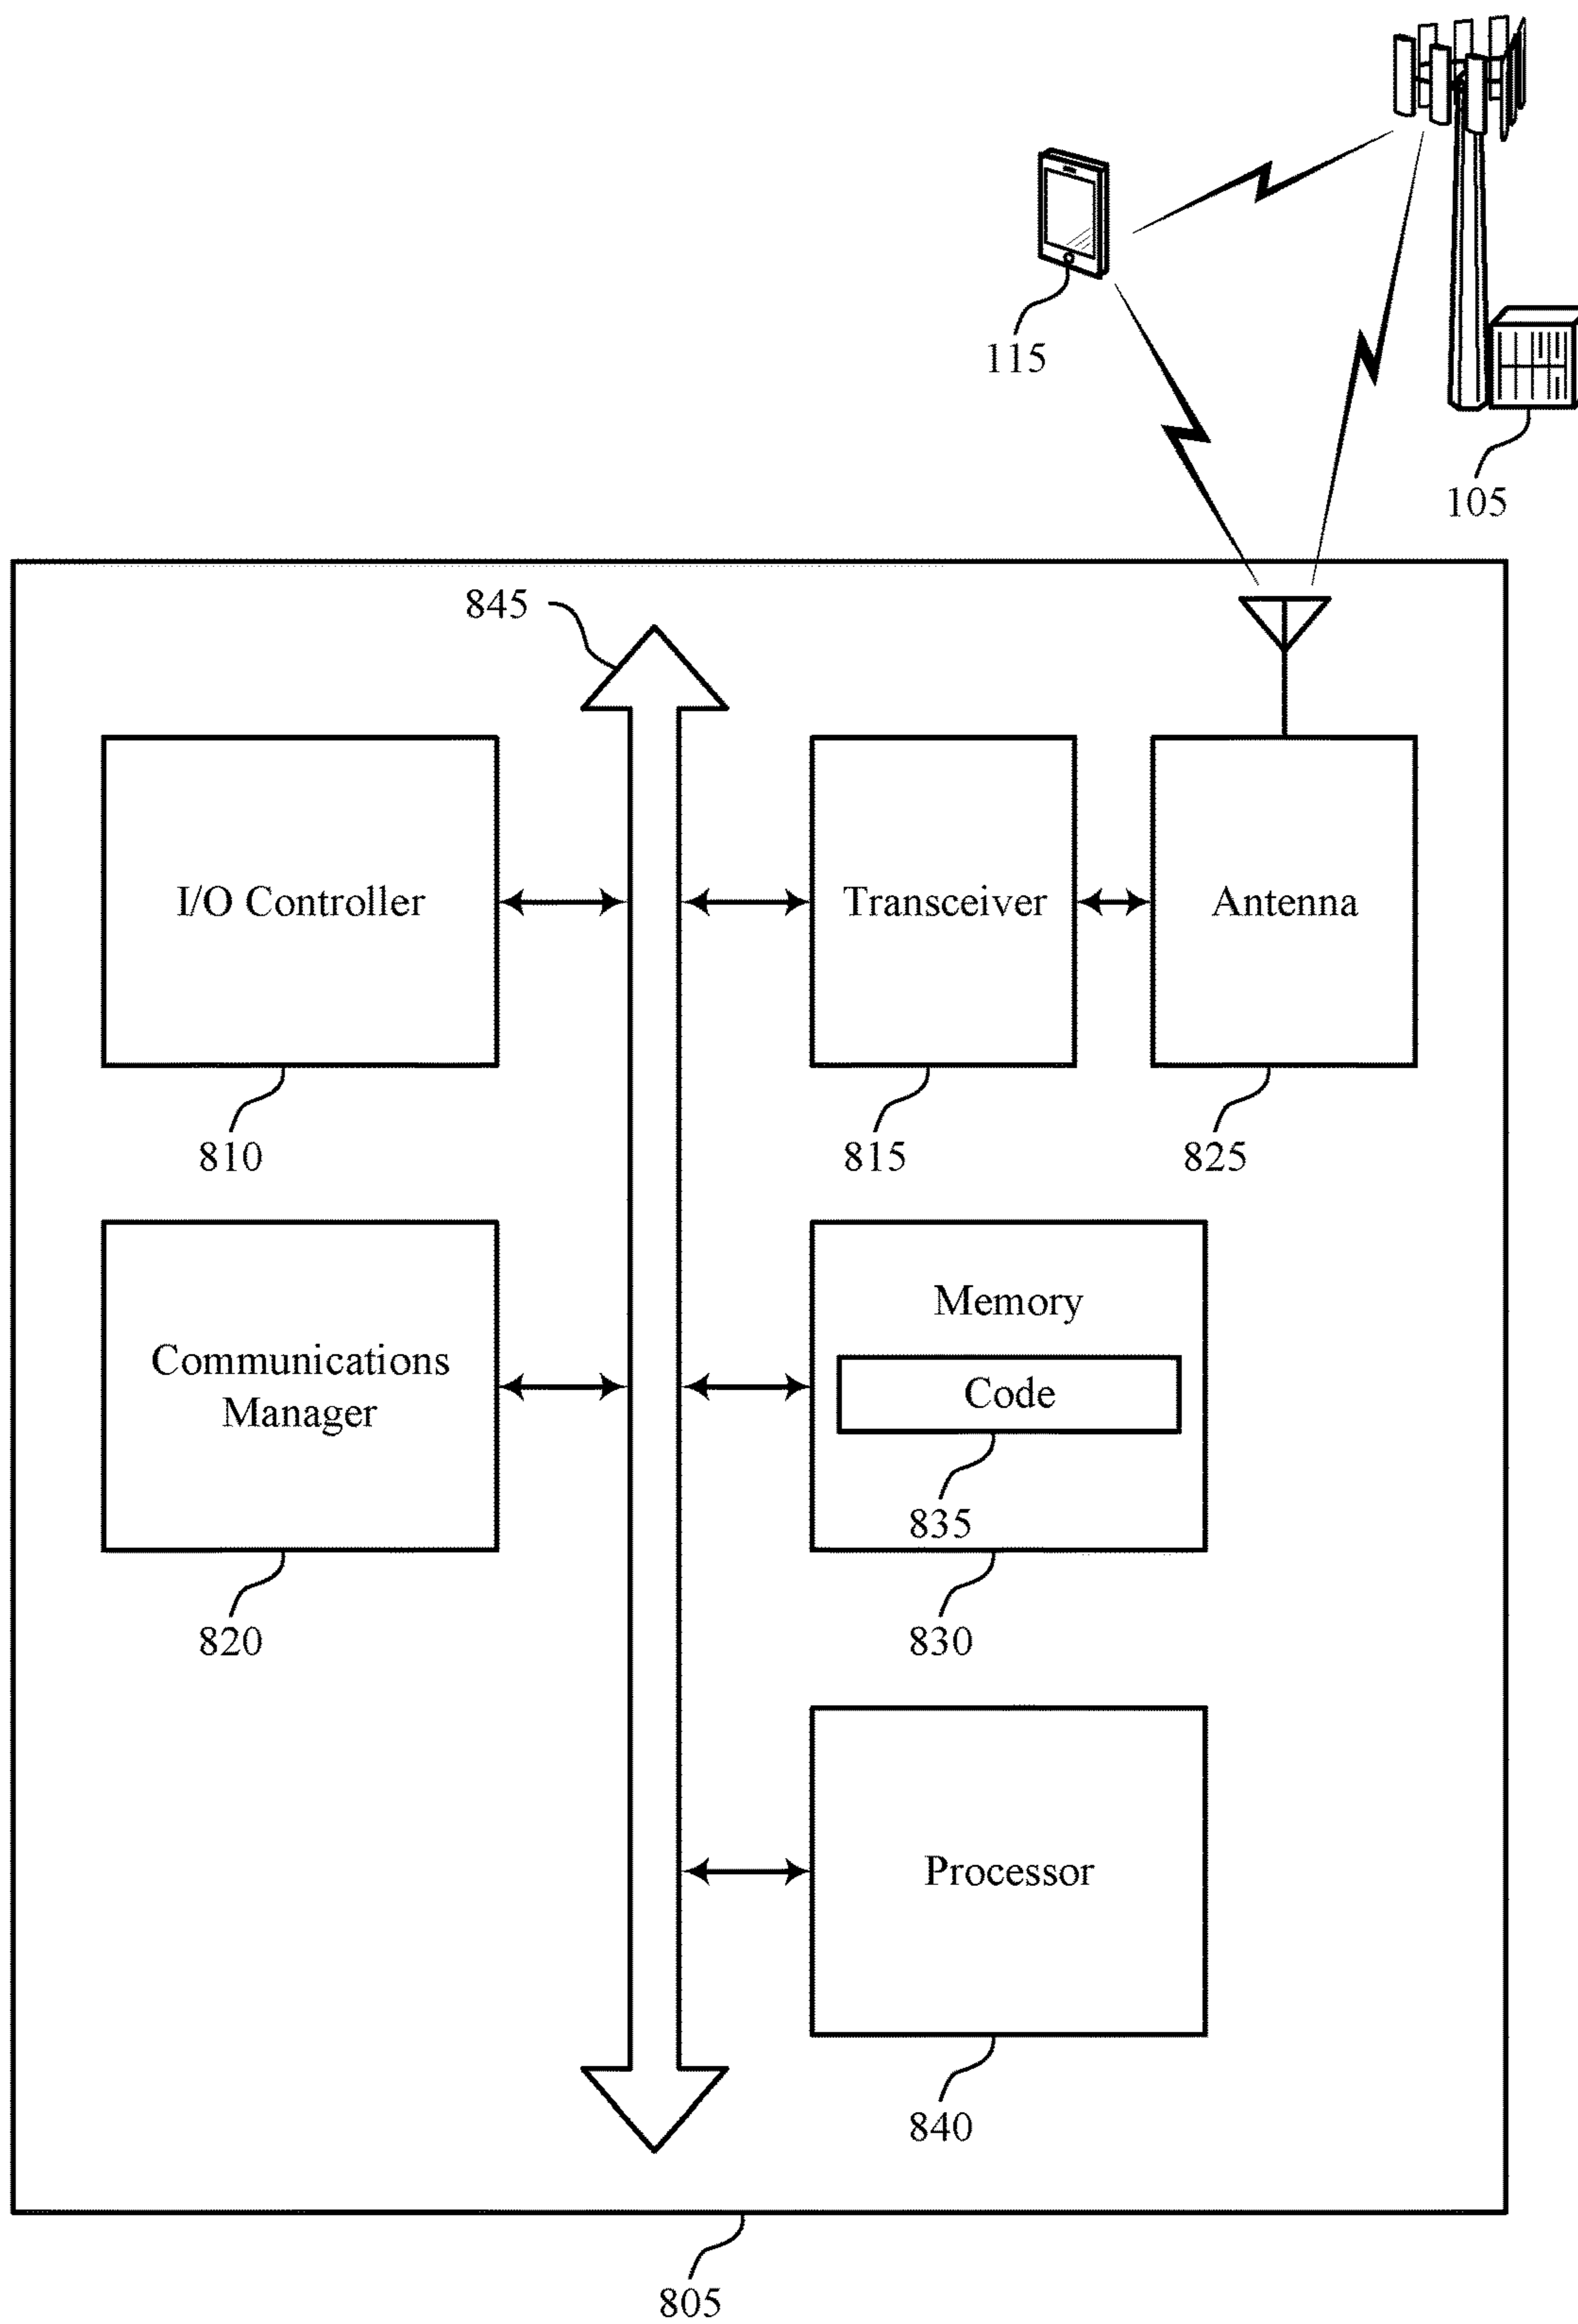 115
105
845
I/O Controller
Transceiver
Antenna
810
815
825
Communications
Manager
Memory
Code
835
820
830
Processor
840
805